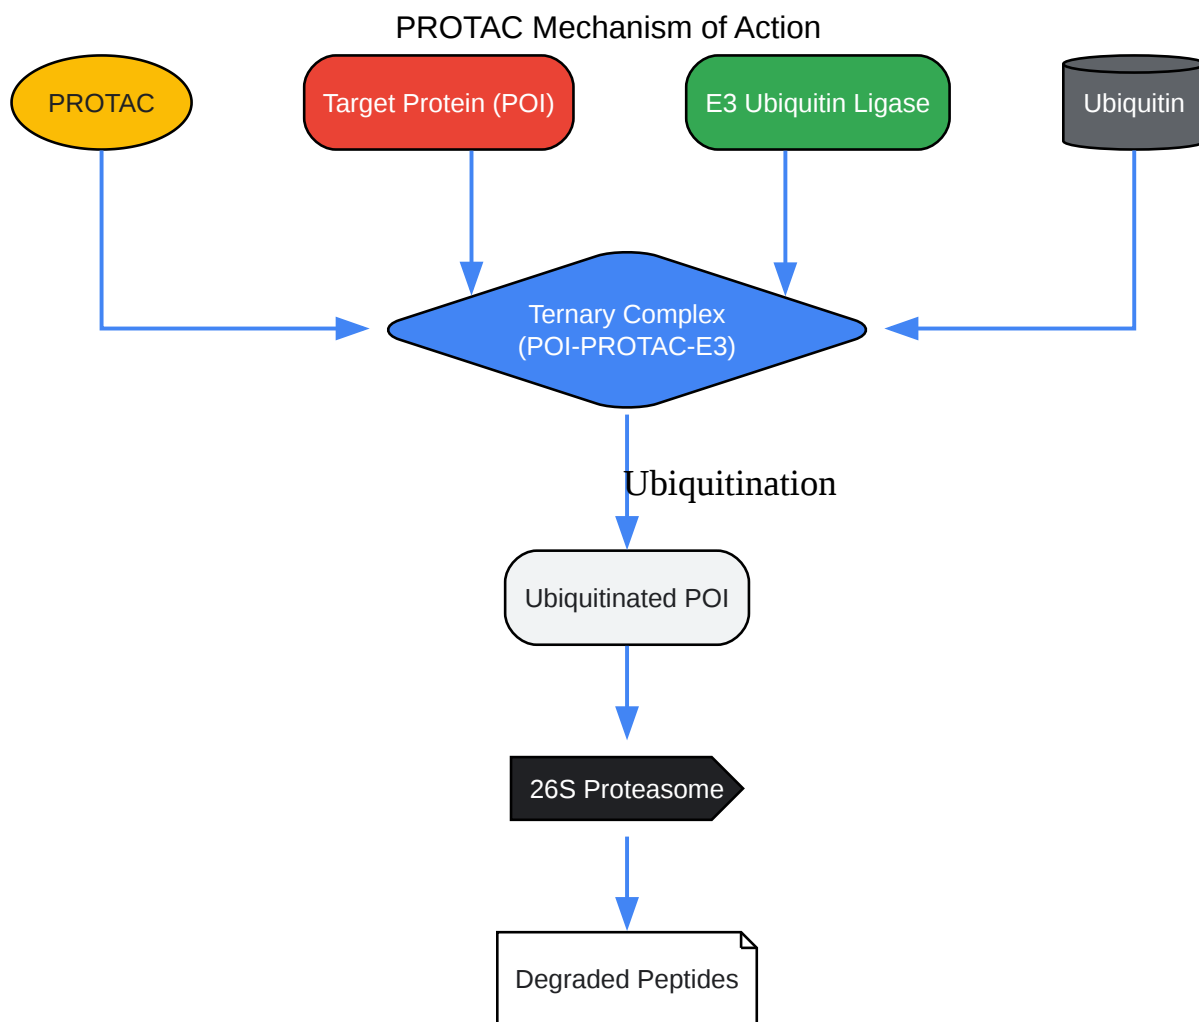 PROTAC Mechanism of Action
PROTAC
Target Protein (POI)
E3 Ubiquitin Ligase
Ubiquitin
Ternary Complex
(POI-PROTAC-E3)
Ubiquitination
Ubiquitinated POI
26S Proteasome
Degraded Peptides